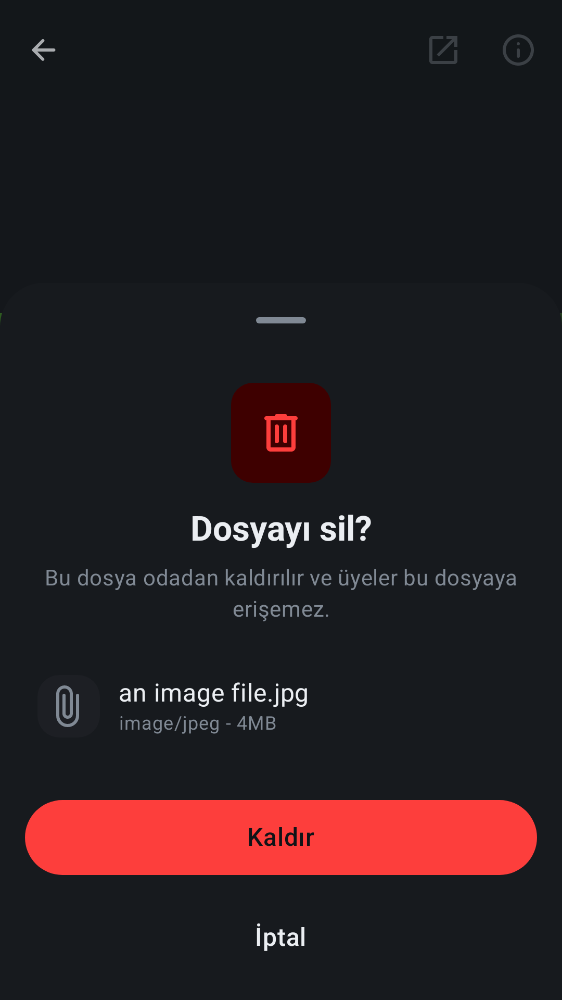 Dosyayı sil?
Bu dosya odadan kaldırılır ve üyeler bu dosyaya
erişemez.
an image file.jpg
image/jpeg - 4MB
Kaldır
İptal